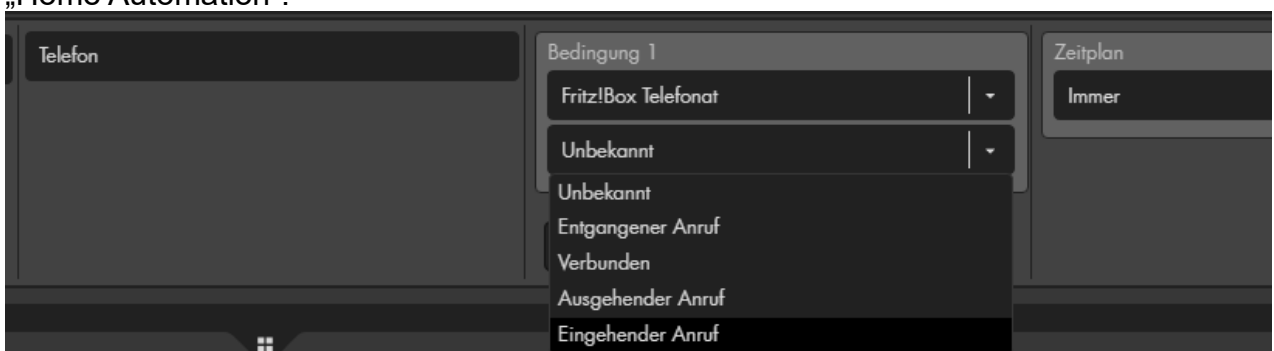 „Home Automation“.
Telefon
Bedingung 1
Fritz!Box Telefonat
Unbekannt
Unbekannt
Entgangener Anruf
Verbunden
Ausgehender Anruf
Eingehender Anruf
Zeitplan
Immer